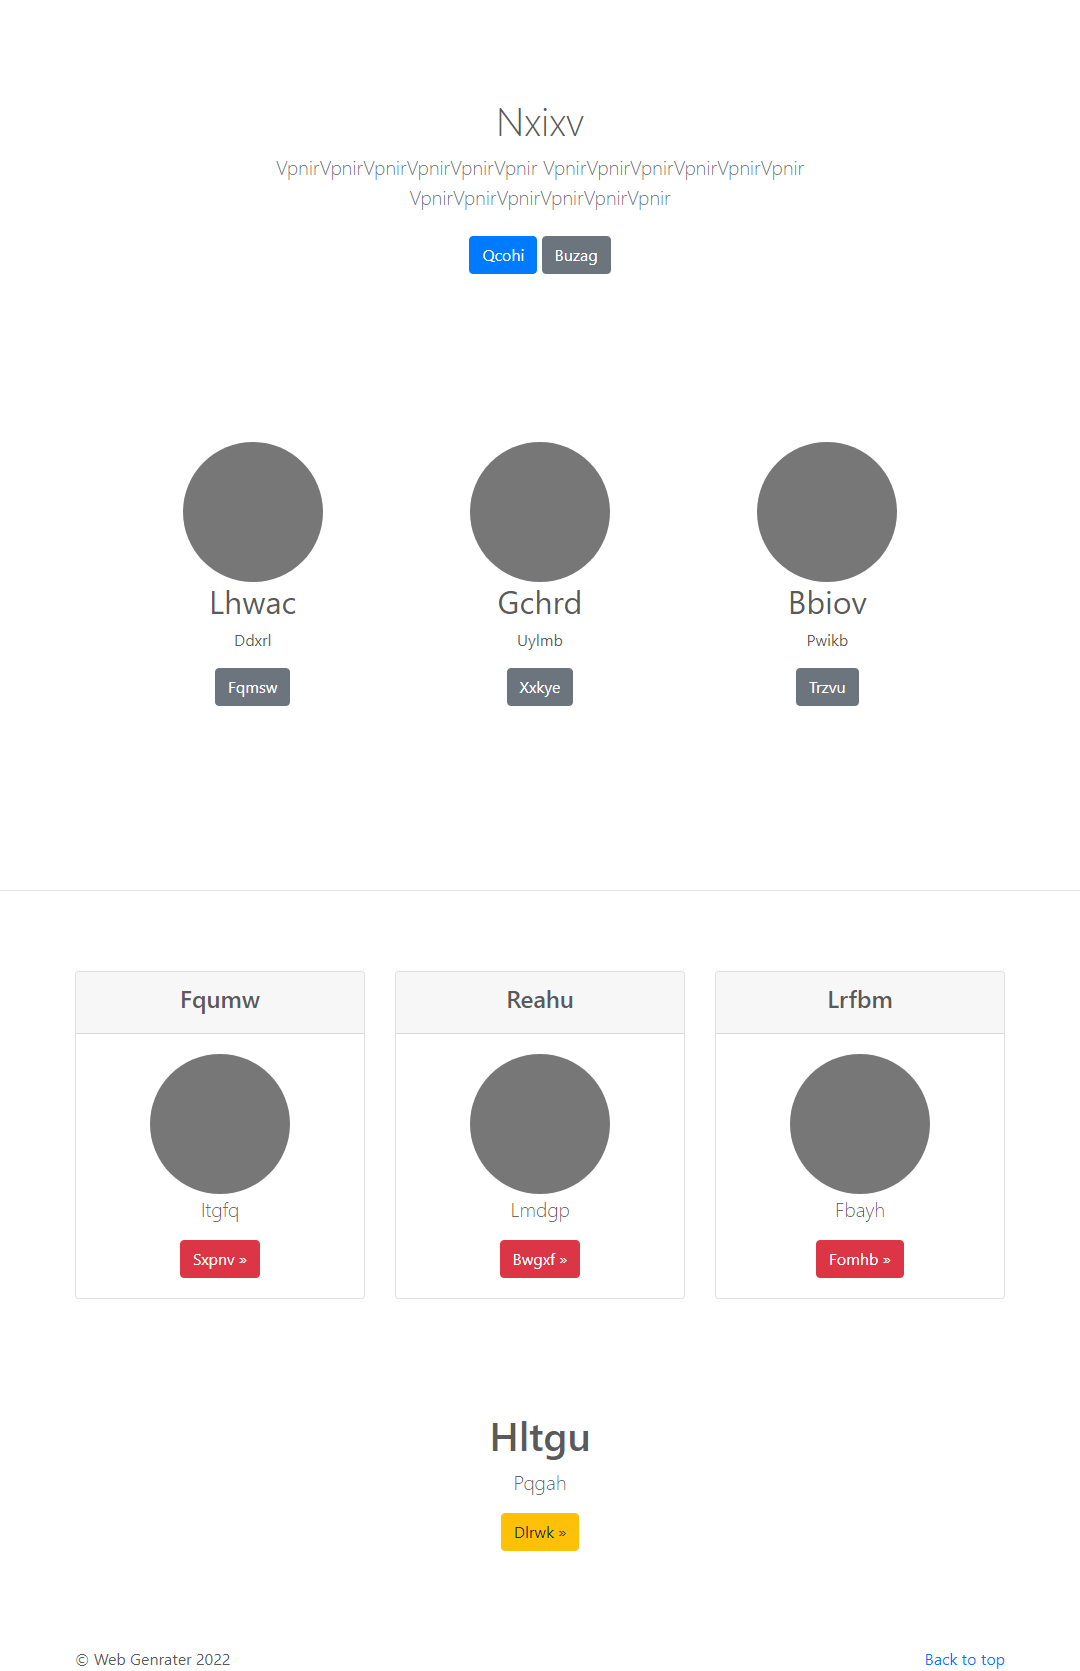 Nxixv
VpnirVpnirVpnirVpnirVpnirVpnir VpnirVpnirVpnirVpnirVpnirVpnir
VpnirVpnirVpnirVpnirVpnirVpnir
Qcohi Buzag
Lhwac Gchrd Bbiov
Ddxrl Uylmb Pwikb
Fqmsw Xxkye Trzvu
Fqumw Reahu Lrfbm
Itgfq Lmdgp Fbayh
Sxpnv » Bwgxf » Fomhb »
Hltgu
Pqgah
Dlrwk »
© Web Genrater 2022 Back to top